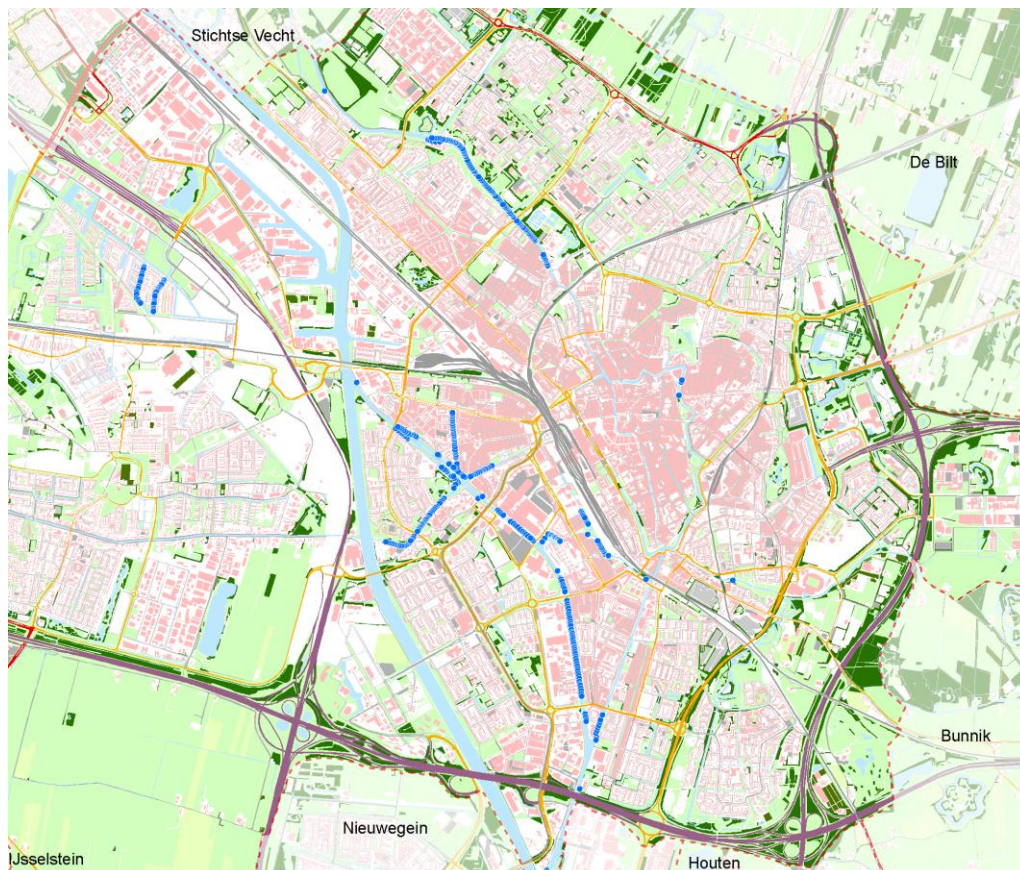 Stichtse Vecht
De Bilt
Bunnik
Nieuwegein
IJsselstein
Houten